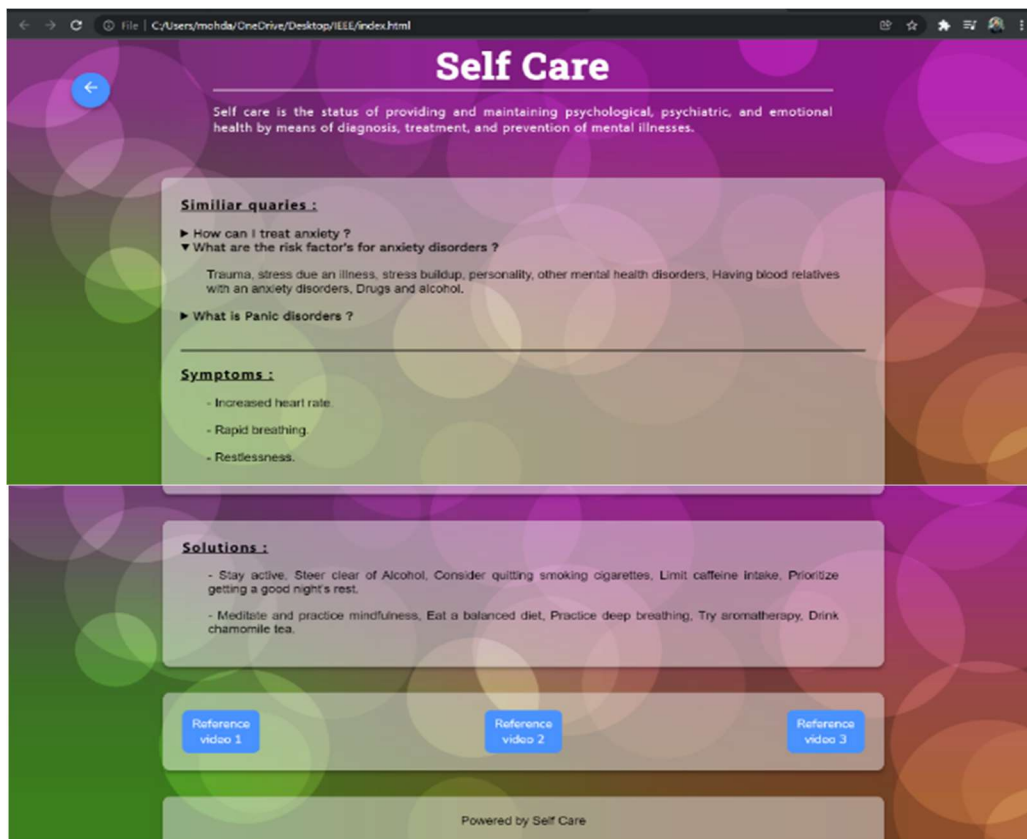 File | C:/Users/mohda/OneDrive/Desktop/IEEE/index.html
Self Care
Self care is the status of providing and maintaining psychological, psychiatric, and emotional
health by means of diagnosis, treatment, and prevention of mental illnesses.
Similiar quaries :
▶ How can I treat anxiety ?
▼ What are the risk factor's for anxiety disorders ?
Trauma, stress due an illness, stress buildup, personality, other mental health disorders, Having blood relatives
with an anxiety disorders, Drugs and alcohol.
▶ What is Panic disorders ?
Symptoms :
- Increased heart rate.
- Rapid breathing.
- Restlessness.
Solutions :
- Stay active, Steer clear of Alcohol, Consider quitting smoking cigarettes, Limit caffeine intake, Prioritize
getting a good night's rest.
- Meditate and practice mindfulness, Eat a balanced diet, Practice deep breathing, Try aromatherapy, Drink
chamomile tea.
Reference
video 1
Reference
video 2
Reference
video 3
Powered by Self Care